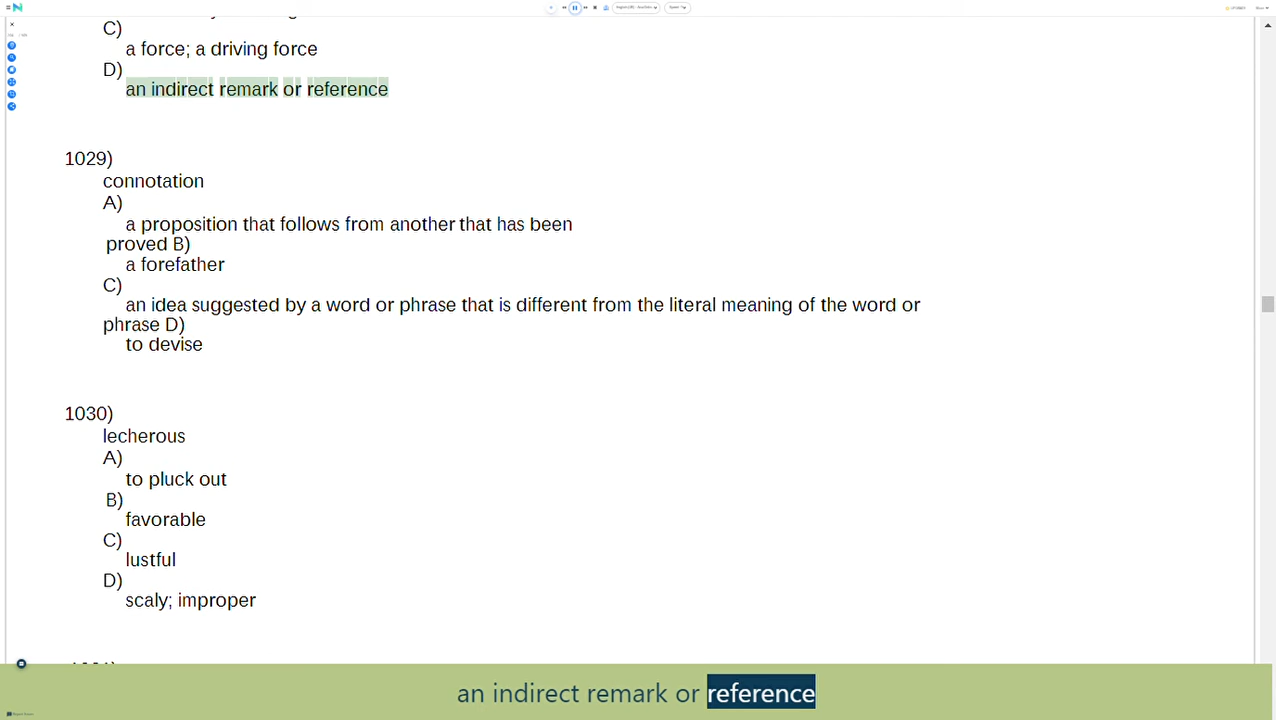 C)
a force; a driving force
D)
an indirect remark or reference
1029)
connotation
A)
a proposition that follows from another that has been
proved B)
a forefather
C)
an idea suggested by a word or phrase that is different from the literal meaning of the word or
phrase D)
to devise
1030)
lecherous
A)
to pluck out
B)
favorable
C)
lustful
D)
scaly; improper
an indirect remark or reference